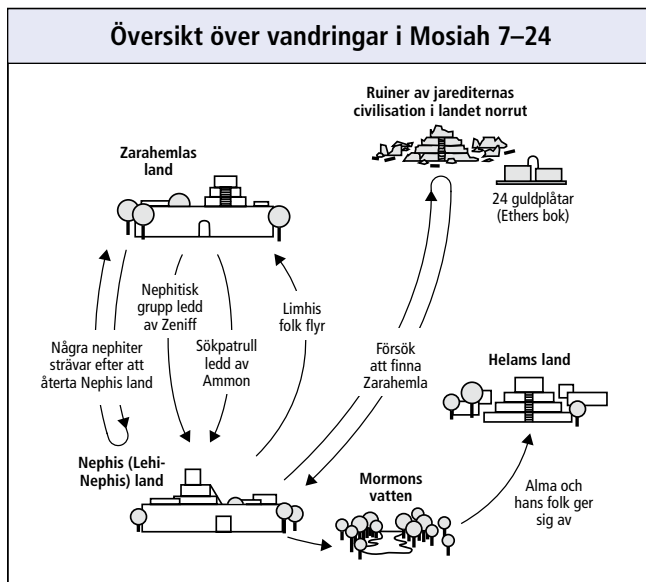 Översikt över vandringar i Mosiah 7–24
Ruiner av jarediternas
civilisation i landet norrut
Zarahemlas
land
24 guldplåtar
(Ethers bok)
Nephitisk
grupp ledd
av Zeniff
Limhis
folk flyr
Några nephiter
strävar efter att
återta Nephis land
Sökpatrull
ledd av
Ammon
Försök
att finna
Zarahemla
Helams land
Nephis (Lehi-
Nephis) land
Mormons
vatten
Alma och
hans folk ger
sig av